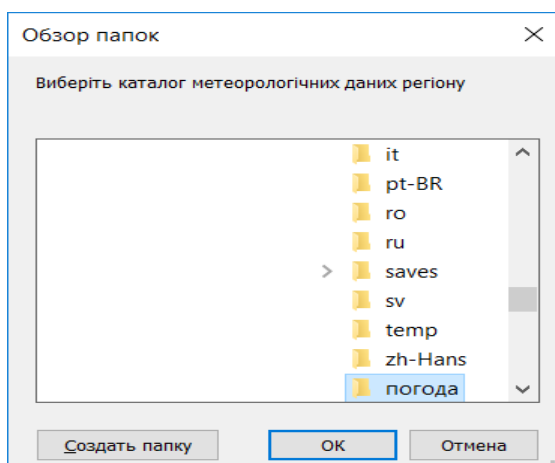 Обзор папок
Виберіть каталог метеорологічних даних регіону
it
pt-BR
ro
ru
saves
sv
temp
zh-Hans
погода
Создать папку
ОК
Отмена